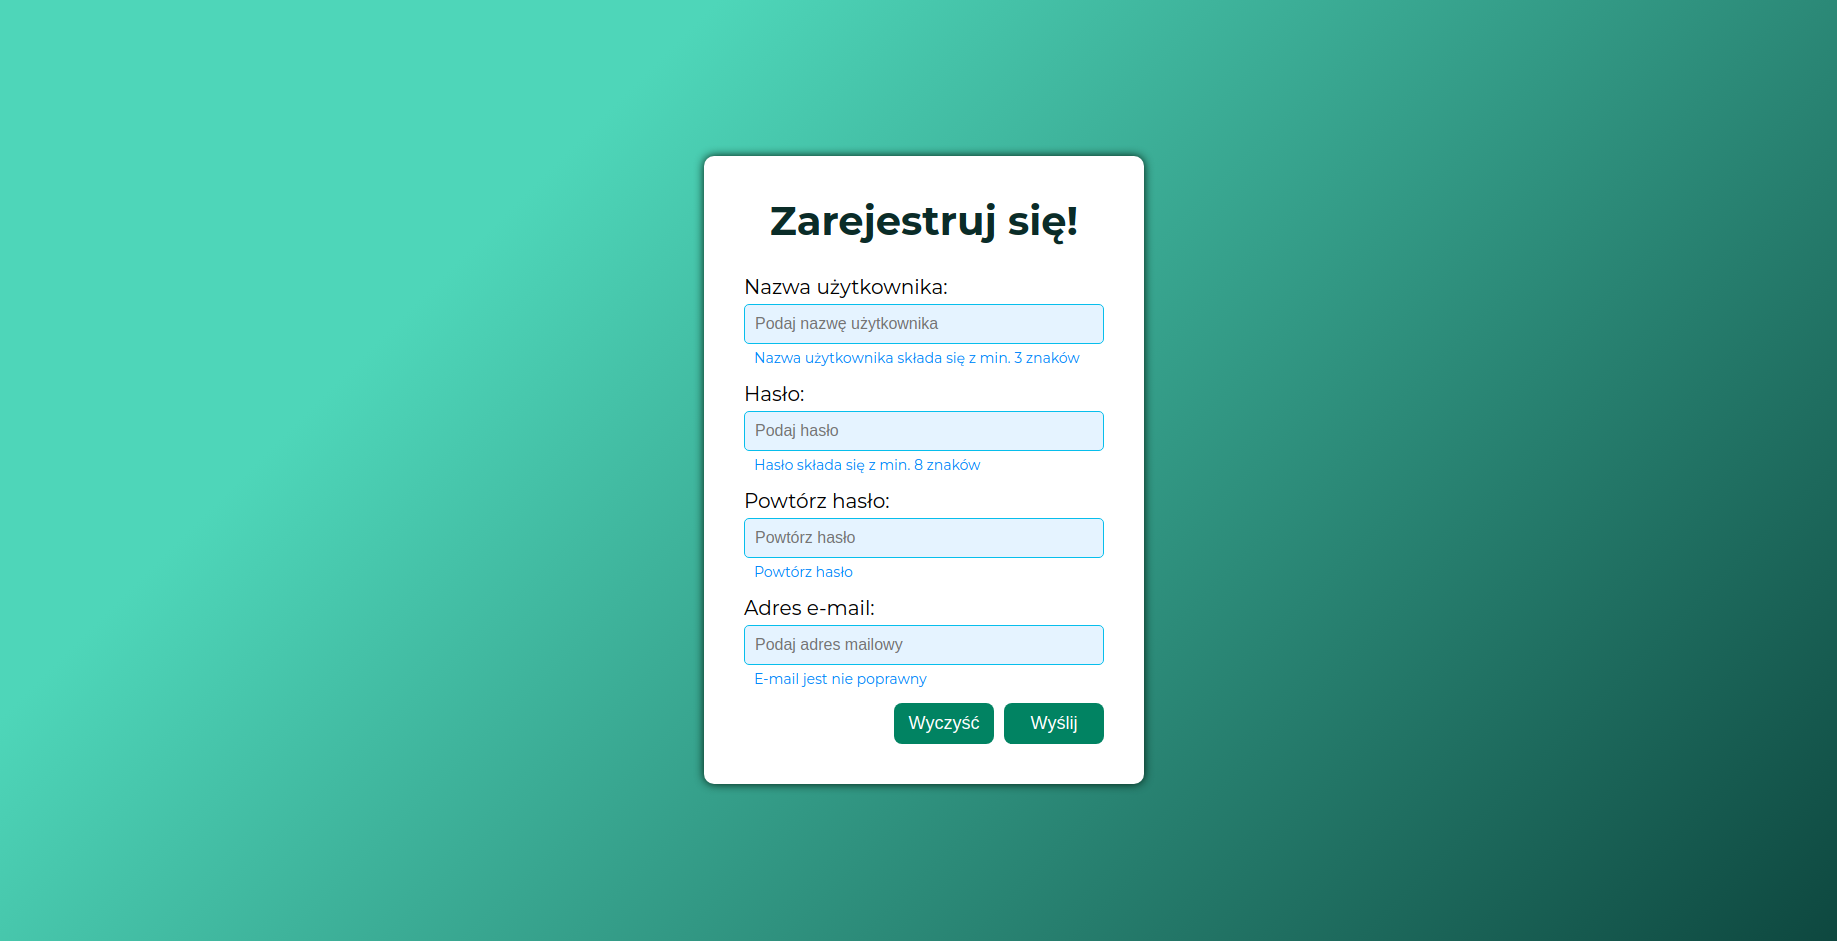 Zarejestruj się!
Nazwa użytkownika:
Podaj nazwę użytkownika
Nazwa użytkownika składa się z min. 3 znaków
Hasło:
Podaj hasło
Hasło składa się z min. 8 znaków
Powtórz hasło:
Powtórz hasło
Powtórz hasło
Adres e-mail:
Podaj adres mailowy
E-mail jest nie poprawny
Wyczyść Wyślij